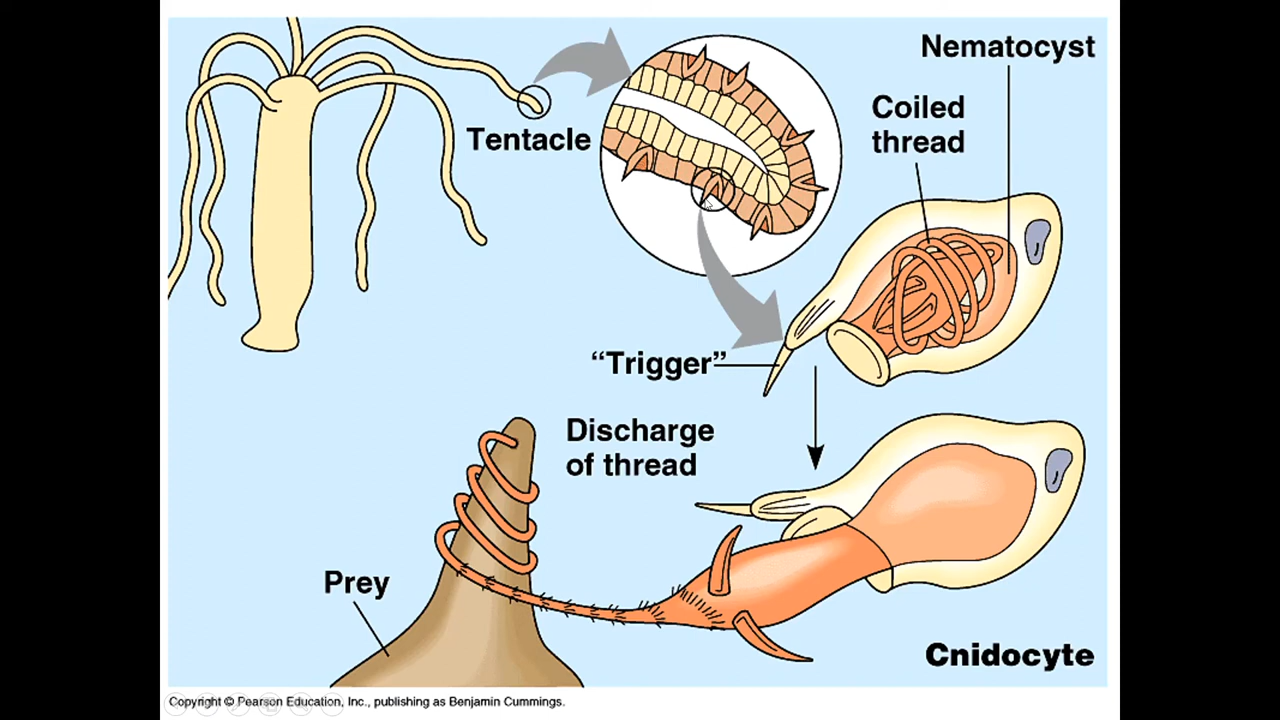 Nematocyst
Coiled
thread
Tentacle
“Trigger”
Discharge
of thread
Prey
Cnidocyte
Copyright © Pearson Education, Inc., publishing as Benjamin Cummings.